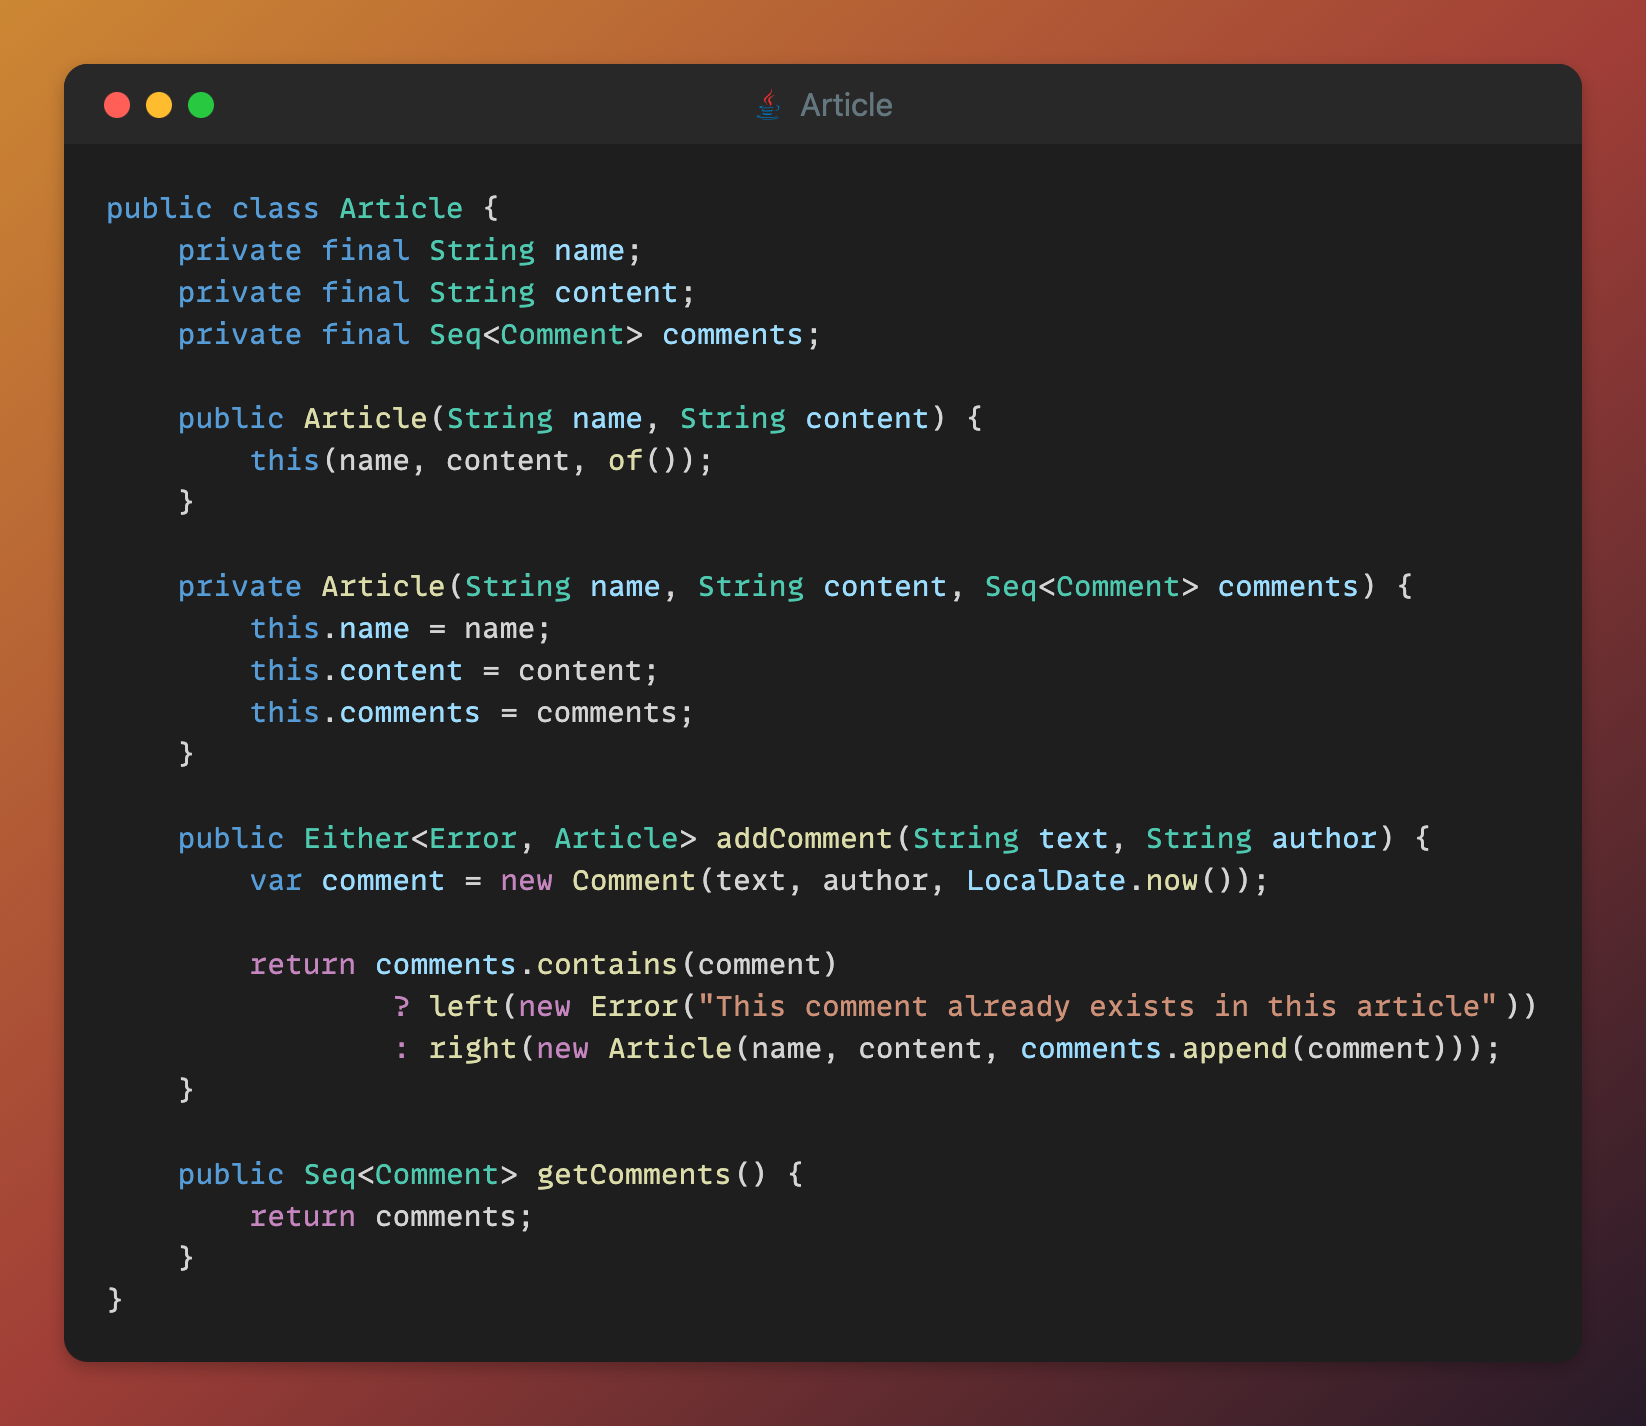 Article
public class Article {
    private final String name;
    private final String content;
    private final Seq<Comment> comments;

    public Article(String name, String content) {
        this(name, content, of());
    }

    private Article(String name, String content, Seq<Comment> comments) {
        this.name = name;
        this.content = content;
        this.comments = comments;
    }

    public Either<Error, Article> addComment(String text, String author) {
        var comment = new Comment(text, author, LocalDate.now());

        return comments.contains(comment)
                ? left(new Error("This comment already exists in this article"))
                : right(new Article(name, content, comments.append(comment)));
    }

    public Seq<Comment> getComments() {
        return comments;
    }
}